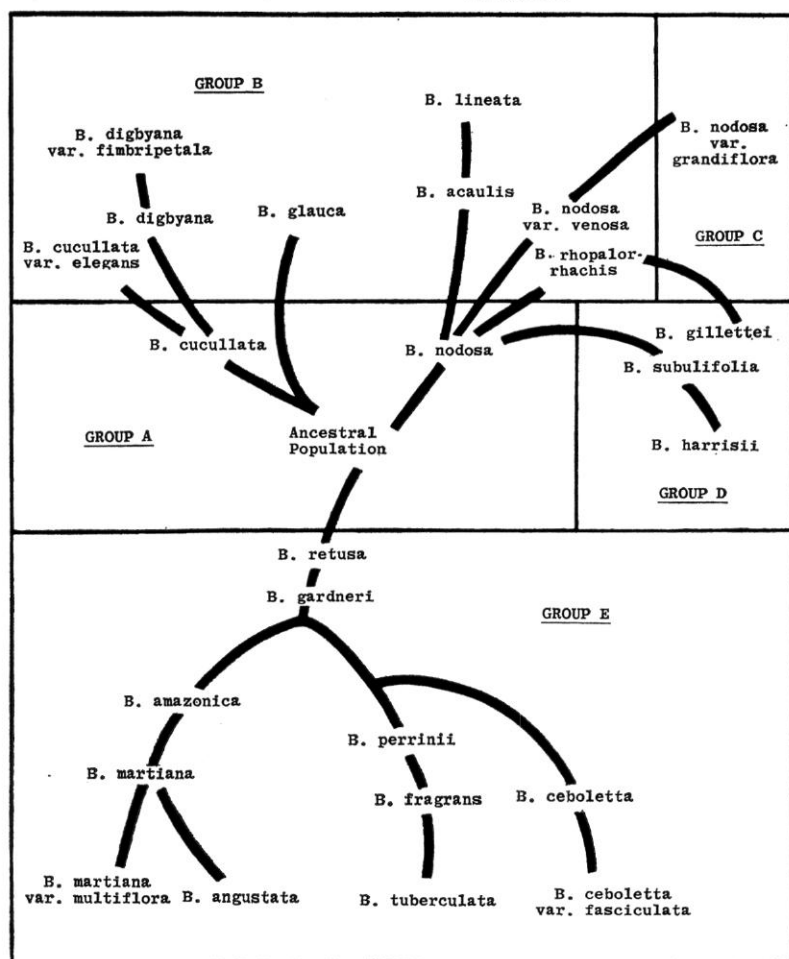 GROUP B
B. lineata
B. digbyana
var. fimbripetala
B. nodosa
var.
grandiflora
B. acaulis
B. digbyana
B. glauca
B. nodosa
var. venosa
B. cucullata
var. elegans
B. rhopalor-
rhachis
GROUP C
B. gillettei
B. cucullata
B. nodosa
B. subulifolia
GROUP A
Ancestral
Population
B. harrisii
GROUP D
B. retusa
B. gardneri
GROUP E
B. amazonica
B. perrinii
B. martiana
B. fragrans
B. ceboletta
B. martiana
var. multiflora
B. angustata
B. tuberculata
B. ceboletta
var. fasciculata